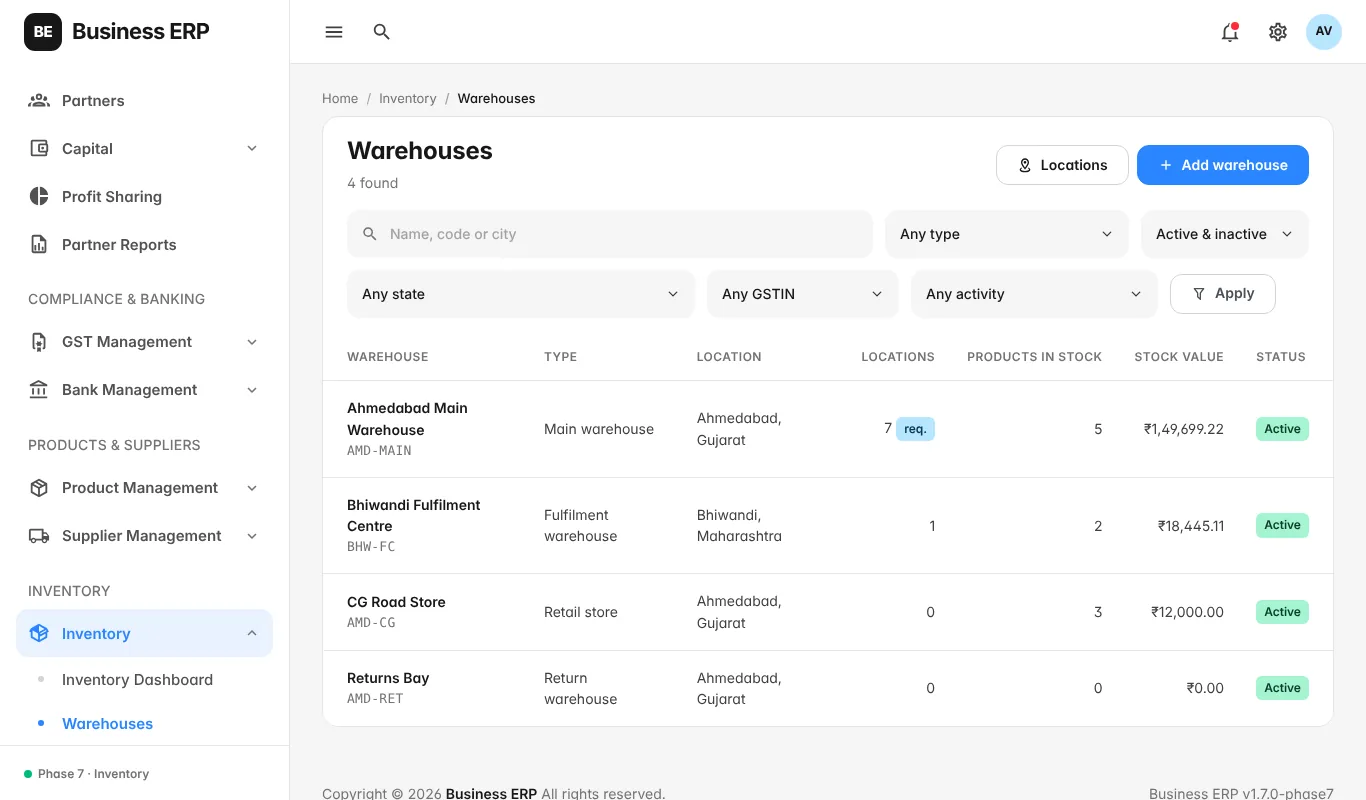 BE Business ERP
AV
Partners
Capital
Profit Sharing
Partner Reports
COMPLIANCE & BANKING
GST Management
Bank Management
PRODUCTS & SUPPLIERS
Product Management
Supplier Management
INVENTORY
Inventory
Inventory Dashboard
Warehouses
Phase 7 · Inventory
Home / Inventory / Warehouses
Warehouses
4 found
Locations
+ Add warehouse
Name, code or city
Any type
Active & inactive
Any state
Any GSTIN
Any activity
Apply
WAREHOUSE TYPE LOCATION LOCATIONS PRODUCTS IN STOCK STOCK VALUE STATUS
Ahmedabad Main
Warehouse
AMD-MAIN
Main warehouse
Ahmedabad,
Gujarat
7 req.
5
₹1,49,699.22
Active
Bhiwandi Fulfilment
Centre
BHW-FC
Fulfilment
warehouse
Bhiwandi,
Maharashtra
1
2
₹18,445.11
Active
CG Road Store
AMD-CG
Retail store
Ahmedabad,
Gujarat
0
3
₹12,000.00
Active
Returns Bay
AMD-RET
Return
warehouse
Ahmedabad,
Gujarat
0
0
₹0.00
Active
Copyright © 2026 Business ERP All rights reserved.
Business ERP v1.7.0-phase7